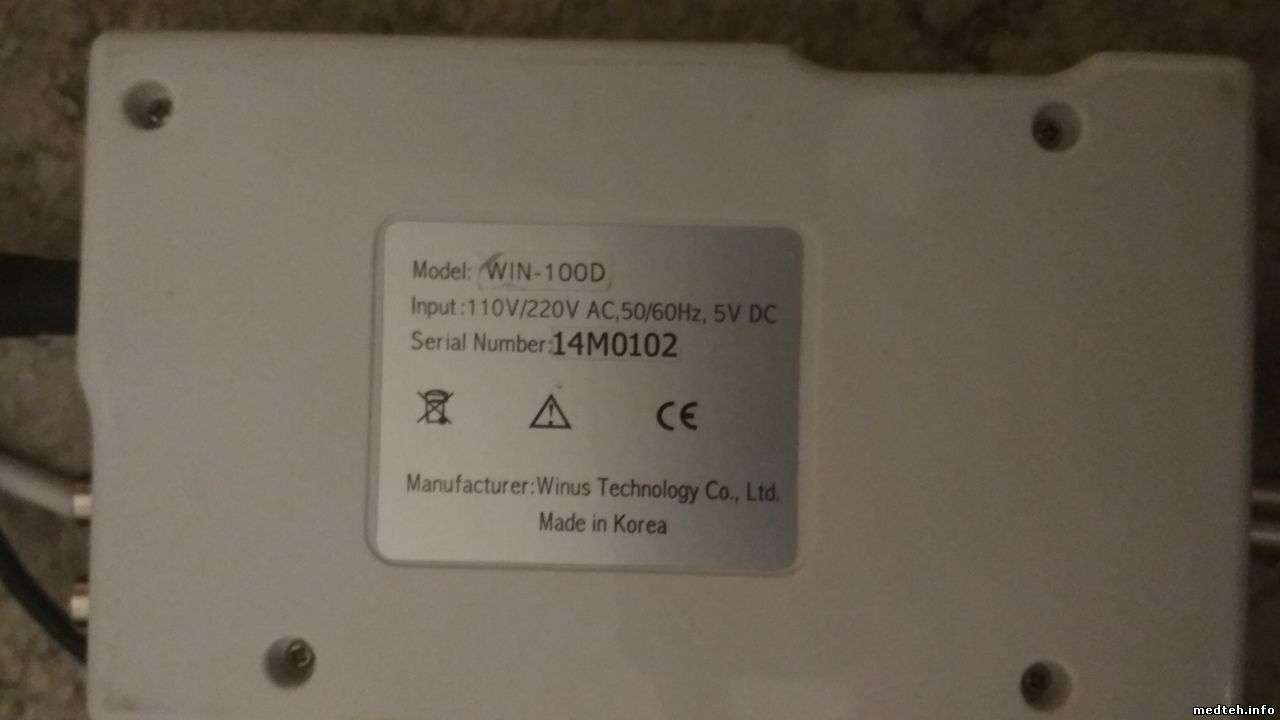 Model: WIN-100D
Input:110V/220V AC,50/60Hz, 5V DC
Serial Number:14M0102
CE
Manufacturer:Winus Technology Co., Ltd.
Made in Korea
medteh.info